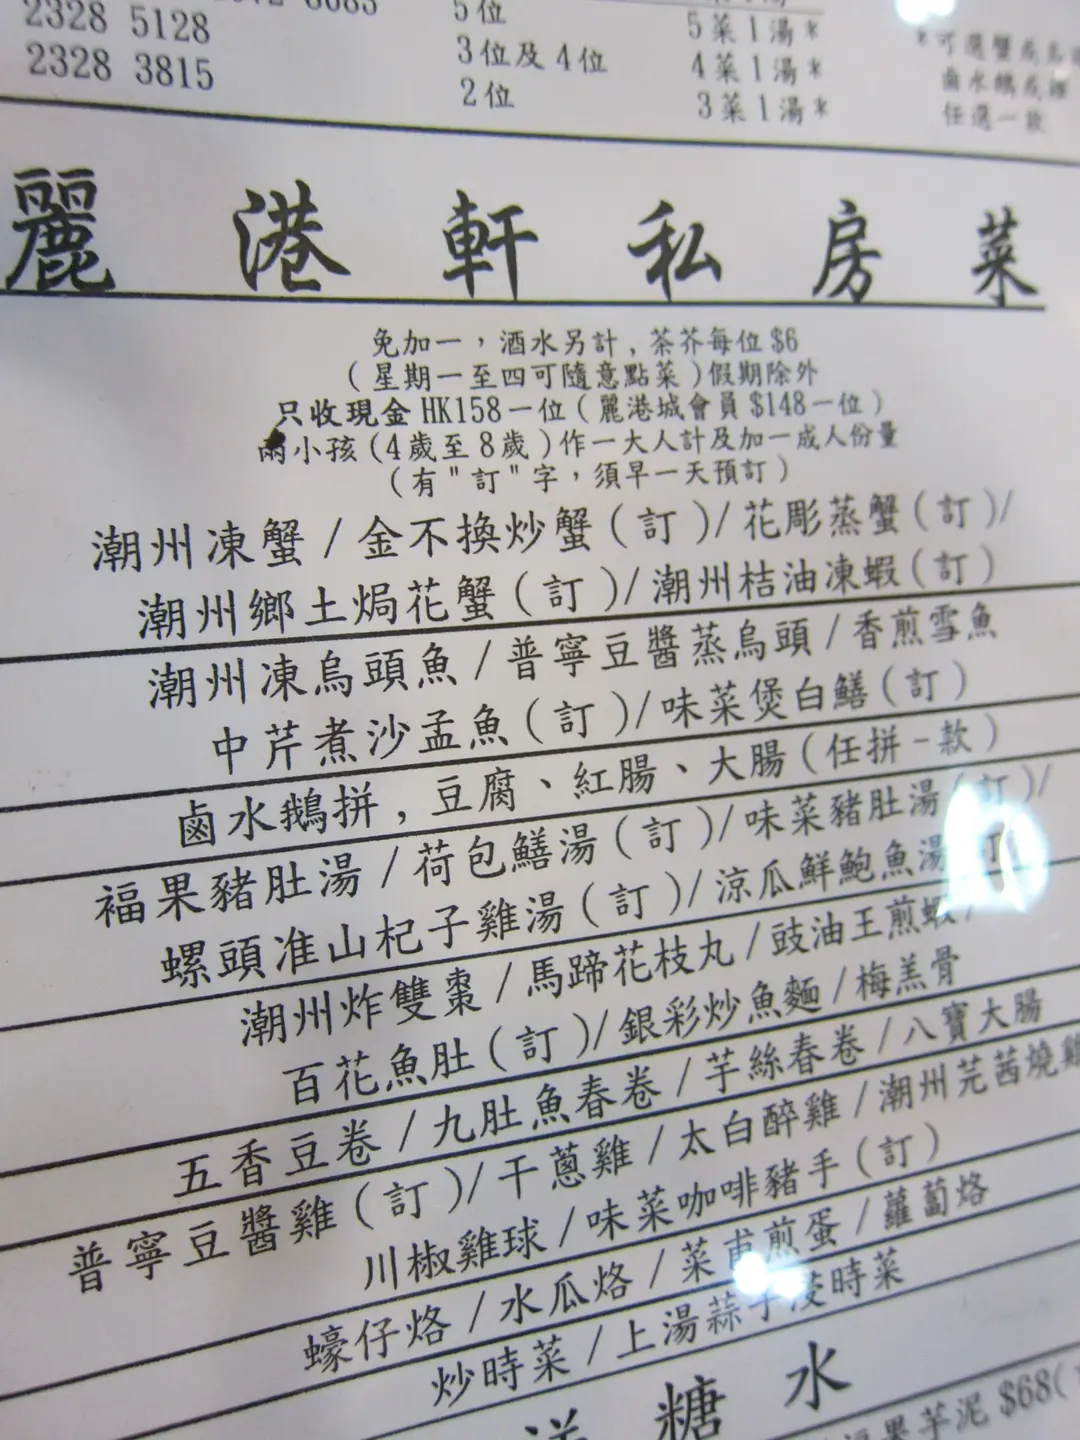 2328 5128
5位
5菜1湯*
2328 3815
3位及4位
4菜1湯*
2位
3菜1湯*
任選一款
麗港軒私房菜
免加一，酒水另計，茶芥每位$6
(星期一至四可隨意點菜)假期除外
只收現金HK158一位(麗港城會員$148一位)
兩小孩(4歲至8歲)作一大人計及加一成人份量
(有"訂"字，須早一天預訂)
潮州凍蟹/金不換炒蟹(訂)/花彫蒸蟹(訂)/
潮州鄉土焗花蟹(訂)/潮州桔油凍蝦(訂)
潮州凍烏頭魚/普寧豆醬蒸烏頭/香煎雪魚
中芹煮沙孟魚(訂)/味菜煲白鱔(訂)
鹵水鵝拼，豆腐、紅腸、大腸(任拼-款)
福果豬肚湯/荷包鱔湯(訂)/味菜豬肚湯(訂)/
螺頭准山杞子雞湯(訂)/涼瓜鮮鮑魚湯
潮州炸雙棗/馬蹄花枝丸/豉油王煎蝦/
百花魚肚(訂)/銀彩炒魚麵/梅羔骨
五香豆卷/九肚魚春卷/芋絲春卷/八寶大腸
普寧豆醬雞(訂)/干蔥雞/太白醉雞/潮州芫茜燒雞
川椒雞球/味菜咖啡豬手(訂)
蠔仔烙/水瓜烙/菜甫煎蛋/蘿蔔烙
炒時菜/上湯蒜子浸時菜
糖水
果芋泥 $68(